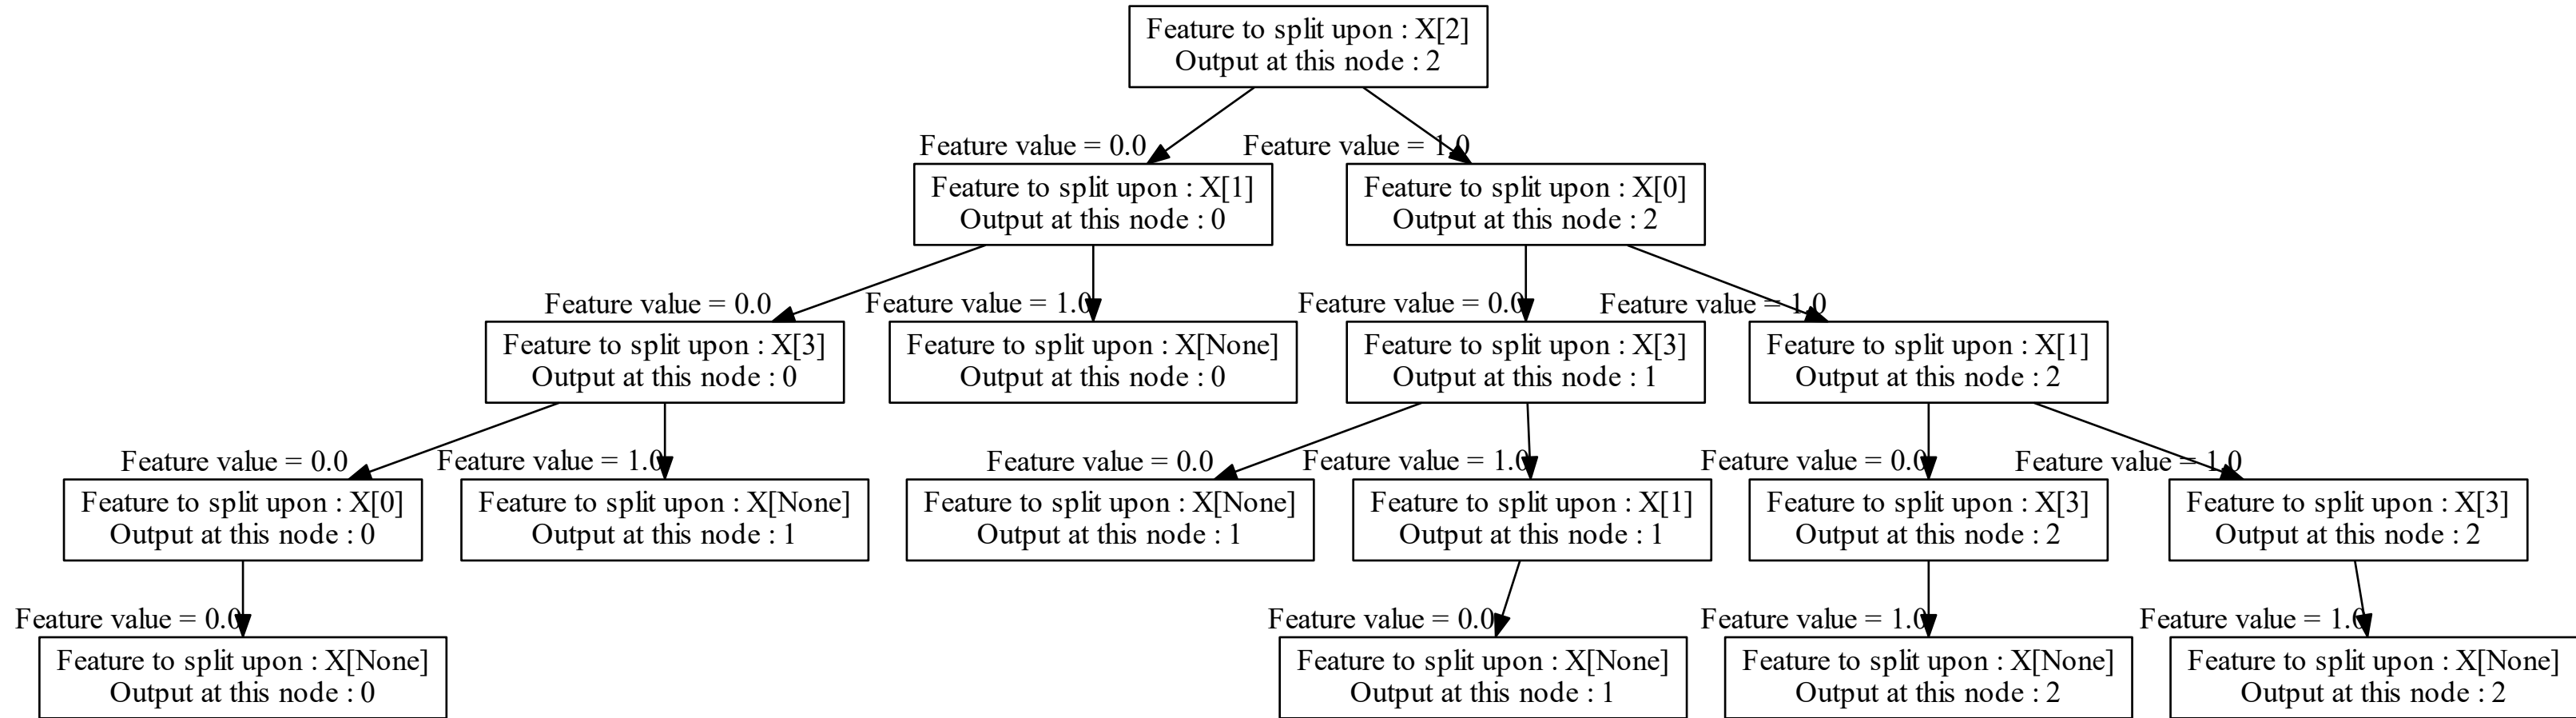 Feature to split upon : X[2]
Output at this node : 2
Feature value = 0.0
Feature value = 1.0
Feature to split upon : X[1]
Output at this node : 0
Feature to split upon : X[0]
Output at this node : 2
Feature value = 0.0
Feature value = 1.0
Feature value = 0.0
Feature value = 1.0
Feature to split upon : X[3]
Output at this node : 0
Feature to split upon : X[None]
Output at this node : 0
Feature to split upon : X[3]
Output at this node : 1
Feature to split upon : X[1]
Output at this node : 2
Feature value = 0.0
Feature value = 1.0
Feature value = 0.0
Feature value = 1.0
Feature value = 0.0
Feature value = 1.0
Feature to split upon : X[0]
Output at this node : 0
Feature to split upon : X[None]
Output at this node : 1
Feature to split upon : X[None]
Output at this node : 1
Feature to split upon : X[1]
Output at this node : 1
Feature to split upon : X[3]
Output at this node : 2
Feature to split upon : X[3]
Output at this node : 2
Feature value = 0.0
Feature value = 0.0
Feature value = 1.0
Feature value = 1.0
Feature to split upon : X[None]
Output at this node : 0
Feature to split upon : X[None]
Output at this node : 1
Feature to split upon : X[None]
Output at this node : 2
Feature to split upon : X[None]
Output at this node : 2